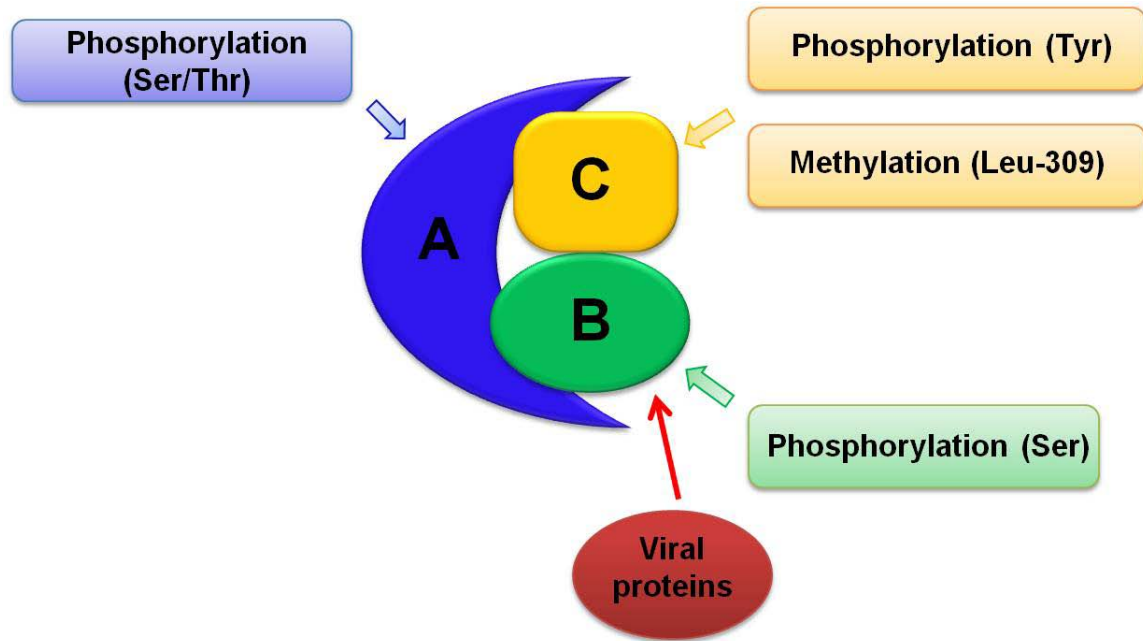 Phosphorylation
(Ser/Thr)
Phosphorylation (Tyr)
Methylation (Leu-309)
C
A
B
Phosphorylation (Ser)
Viral
proteins